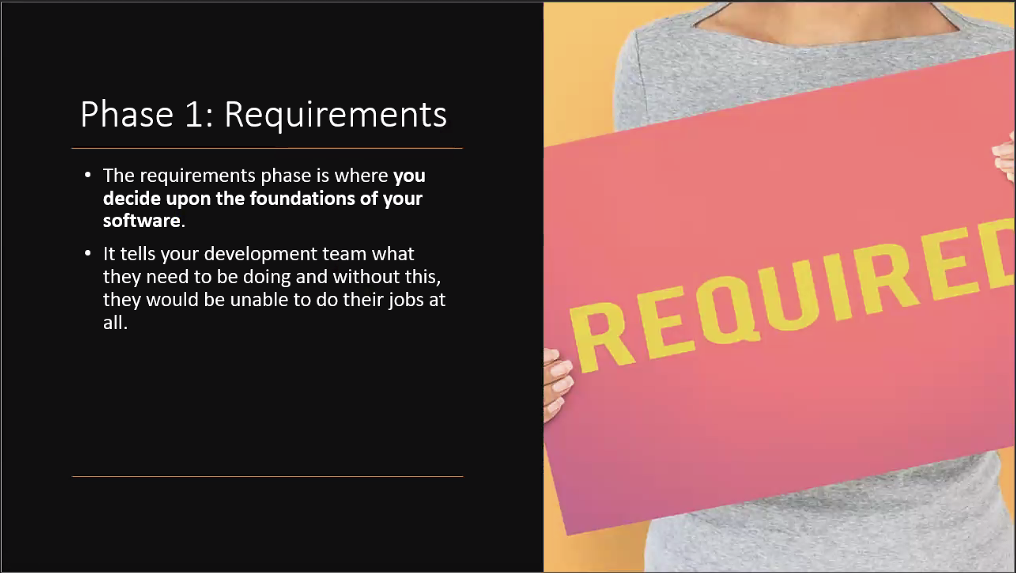 Phase 1: Requirements
• The requirements phase is where you
decide upon the foundations of your
software.
• It tells your development team what
they need to be doing and without this,
they would be unable to do their jobs at
all.
REQUIRED